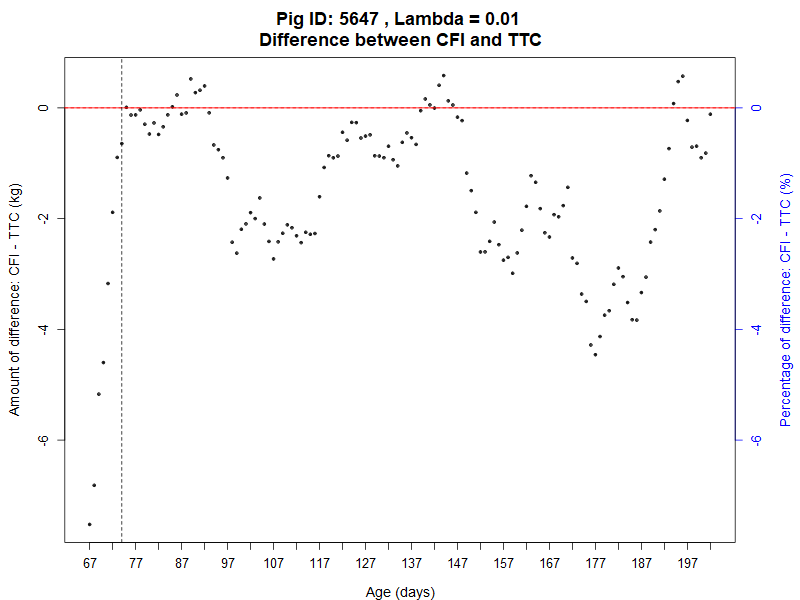 Pig ID: 5647 , Lambda = 0.01
Difference between CFI and TTC
Amount of difference: CFI - TTC (kg)
0
-2
-4
-6
0
-2
-4
-6
Percentage of difference: CFI - TTC (%)
67 77 87 97 107 117 127 137 147 157 167 177 187 197
Age (days)